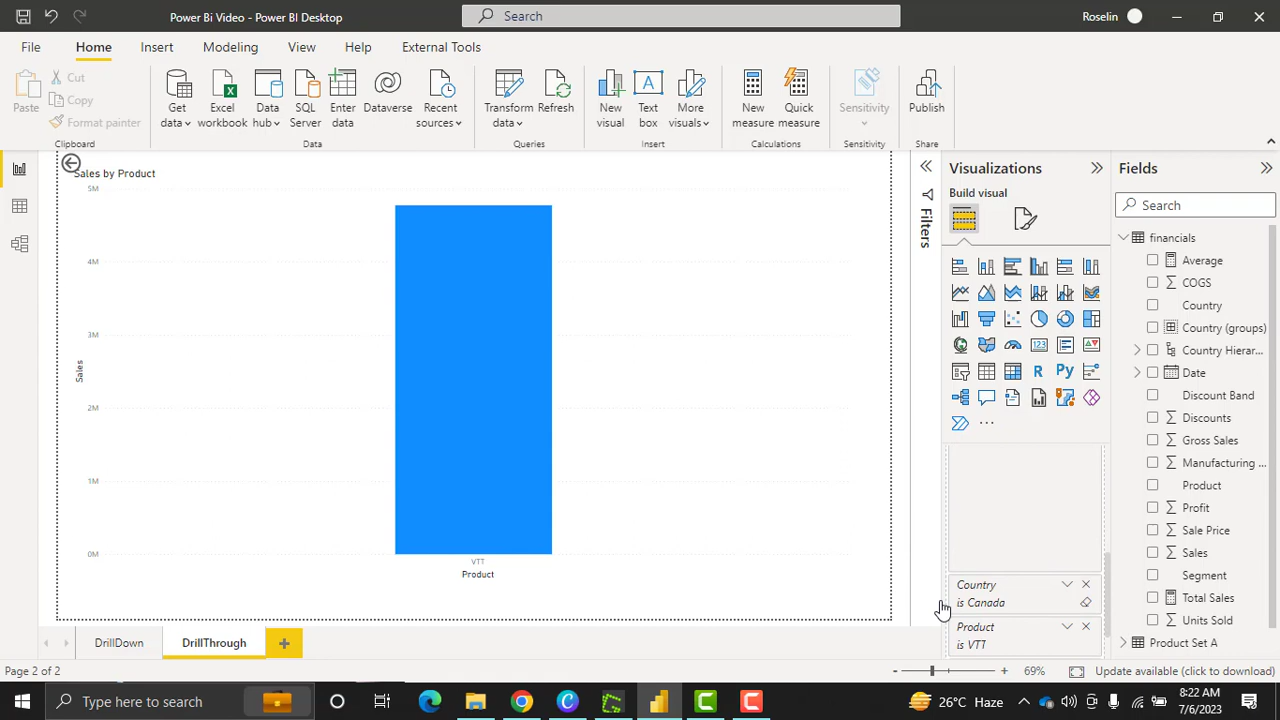 Power Bi Video - Power BI Desktop
Search
Roselin
File
Home
Insert
Modeling
View
Help
External Tools
Paste
Cut
Copy
Format painter
Clipboard
Get data
Excel workbook
Data hub
SQL Server
Enter data
Dataverse
Recent sources
Data
Transform data
Refresh
Queries
New visual
Text box
More visuals
Insert
New measure
Quick measure
Calculations
Sensitivity
Sensitivity
Publish
Share
Sales by Product
5M
4M
3M
2M
1M
0M
Sales
VTT
Product
Filters
Visualizations
Build visual
123
R
Py
Country
is Canada
Product
is VTT
Fields
Search
financials
Average
COGS
Country
Country (groups)
Country Hierar...
Date
Discount Band
Discounts
Gross Sales
Manufacturing ...
Product
Profit
Sale Price
Sales
Segment
Total Sales
Units Sold
Product Set A
DrillDown
DrillThrough
Page 2 of 2
69%
Update available (click to download)
Type here to search
26°C Haze
8:22 AM
7/6/2023